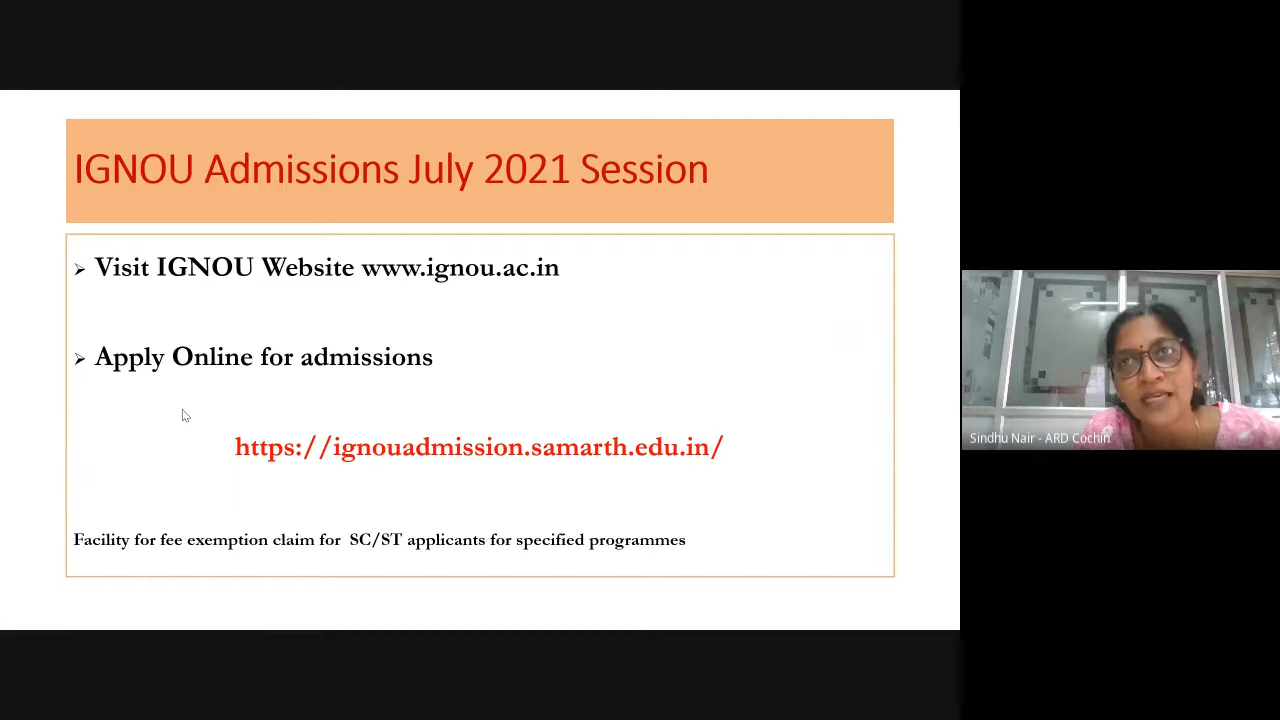 IGNOU Admissions July 2021 Session
Visit IGNOU Website www.ignou.ac.in
Apply Online for admissions
https://ignouadmission.samarth.edu.in/
Facility for fee exemption claim for SC/ST applicants for specified programmes
Sindhu Nair - ARD Cochin